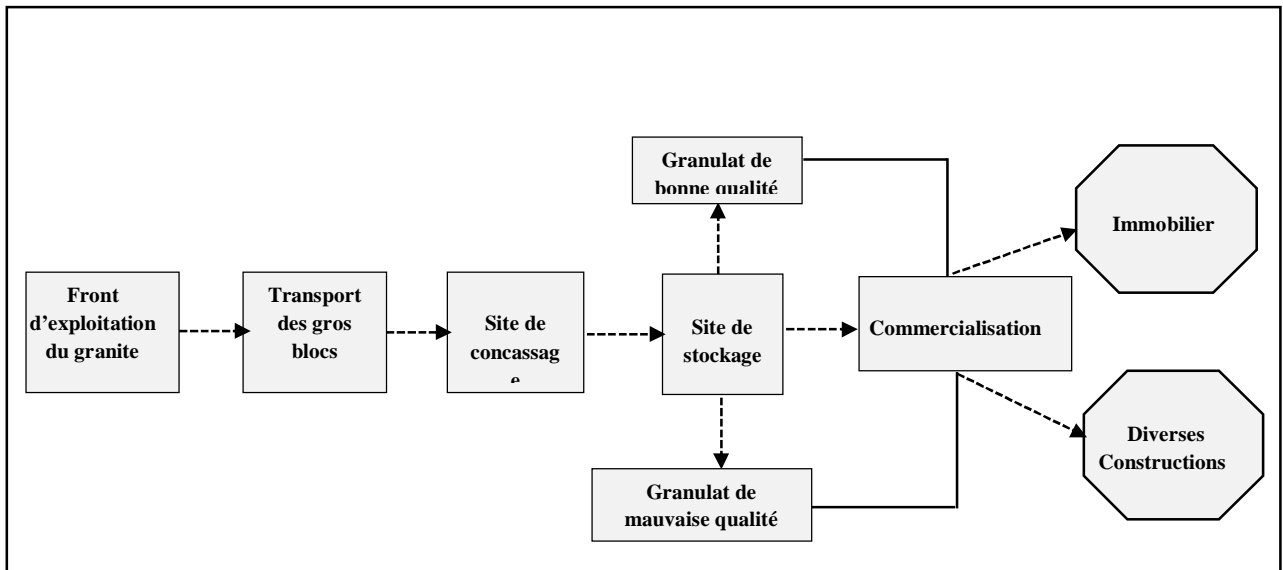 Granulat de
bonne qualité
Immobilier
Front
d'exploitation
du granite
Transport
des gros
blocs
Site de
concassag
e
Site de
stockage
Commercialisation
Granulat de
mauvaise qualité
Diverses
Constructions